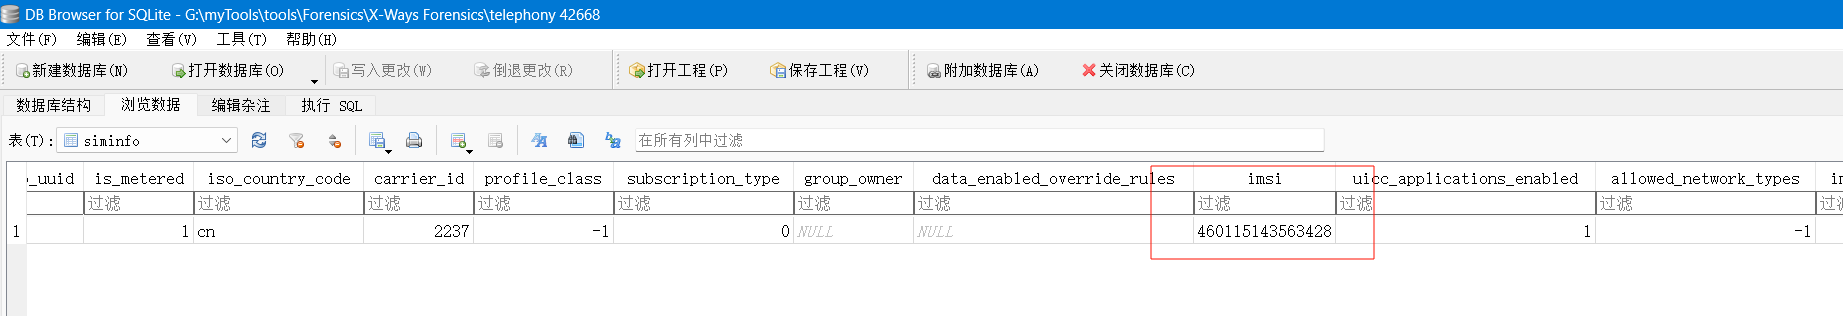 DB Browser for SQLite - G:\myTools\tools\Forensics\X-Ways Forensics\telephony 42668
文件(F) 编辑(E) 查看(V) 工具(T) 帮助(H)
新建数据库(N) 打开数据库(O) 写入更改(W) 倒退更改(R) 打开工程(P) 保存工程(V) 附加数据库(A) 关闭数据库(C)
数据库结构 浏览数据 编辑杂注 执行 SQL
表(T): siminfo 在所有列中过滤
_uuid is_metered iso_country_code carrier_id profile_class subscription_type group_owner data_enabled_override_rules imsi uicc_applications_enabled allowed_network_types
过滤 过滤 过滤 过滤 过滤 过滤 过滤 过滤 过滤 过滤 过滤
1 1 cn 2237 -1 0 NULL NULL 460115143563428 1 -1